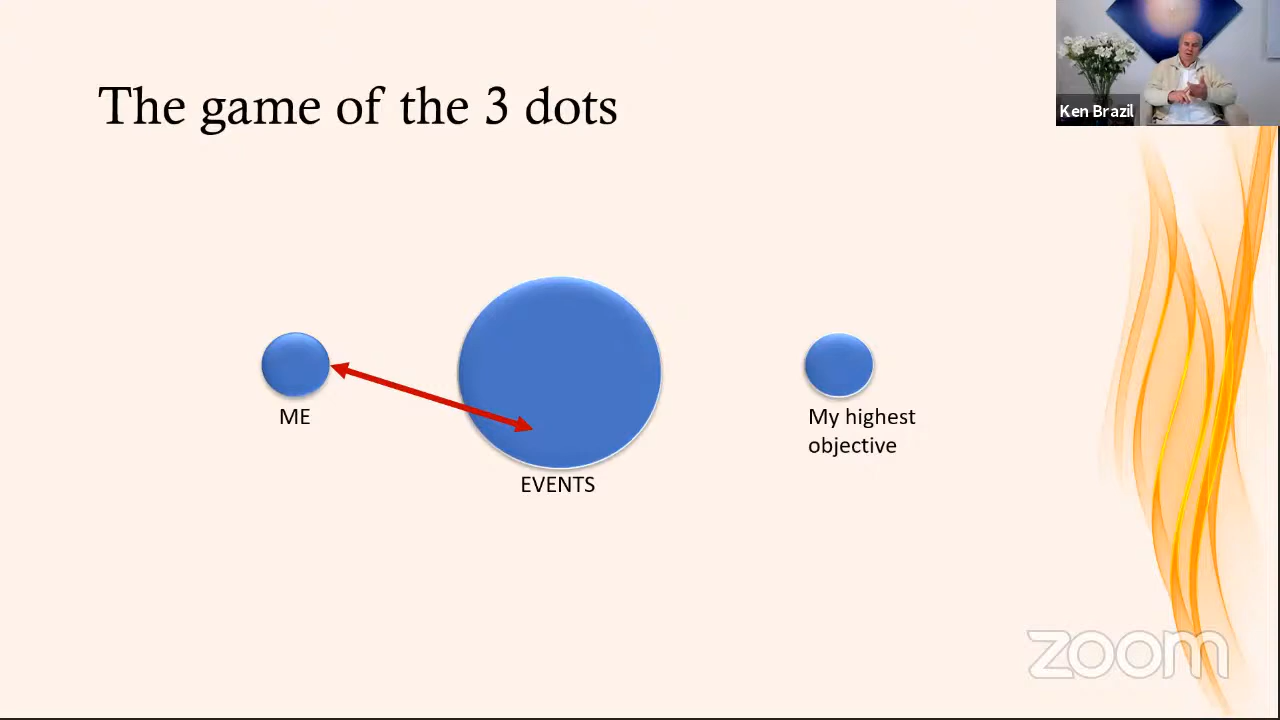 The game of the 3 dots
Ken Brazil
ME
EVENTS
My highest
objective
zoom